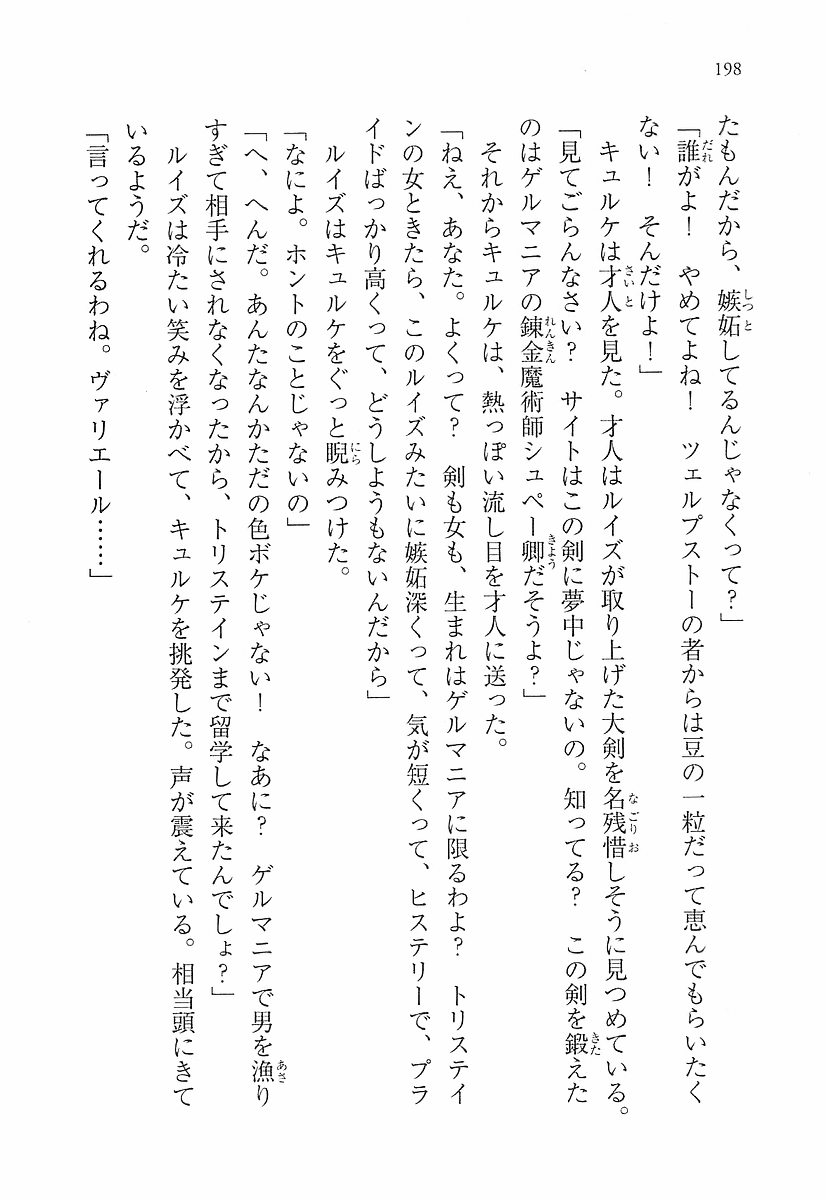 198
たもんだから、嫉妬してるんじゃなくって？」
「誰がよ！　やめてよね！　ツェルプストーの者からは豆の一粒だって恵んでもらいたく
ない！　そんだけよ！」
　キュルケは才人を見た。才人はルイズが取り上げた大剣を名残惜しそうに見つめている。
「見てごらんなさい？　サイトはこの剣に夢中じゃないの。知ってる？　この剣を鍛えた
のはゲルマニアの錬金魔術師シュペー卿だそうよ？」
　それからキュルケは、熱っぽい流し目を才人に送った。
「ねえ、あなた。よくって？　剣も女も、生まれはゲルマニアに限るわよ？　トリステイ
ンの女ときたら、このルイズみたいに嫉妬深くって、気が短くって、ヒステリーで、プラ
イドばっかり高くって、どうしようもないんだから」
　ルイズはキュルケをぐっと睨みつけた。
「なによ。ホントのことじゃないの」
「へ、へんだ。あんたなんかただの色ボケじゃない！　なあに？　ゲルマニアで男を漁り
すぎて相手にされなくなったから、トリステインまで留学して来たんでしょ？」
　ルイズは冷たい笑みを浮かべて、キュルケを挑発した。声が震えている。相当頭にきて
いるようだ。
「言ってくれるわね。ヴァリエール……」